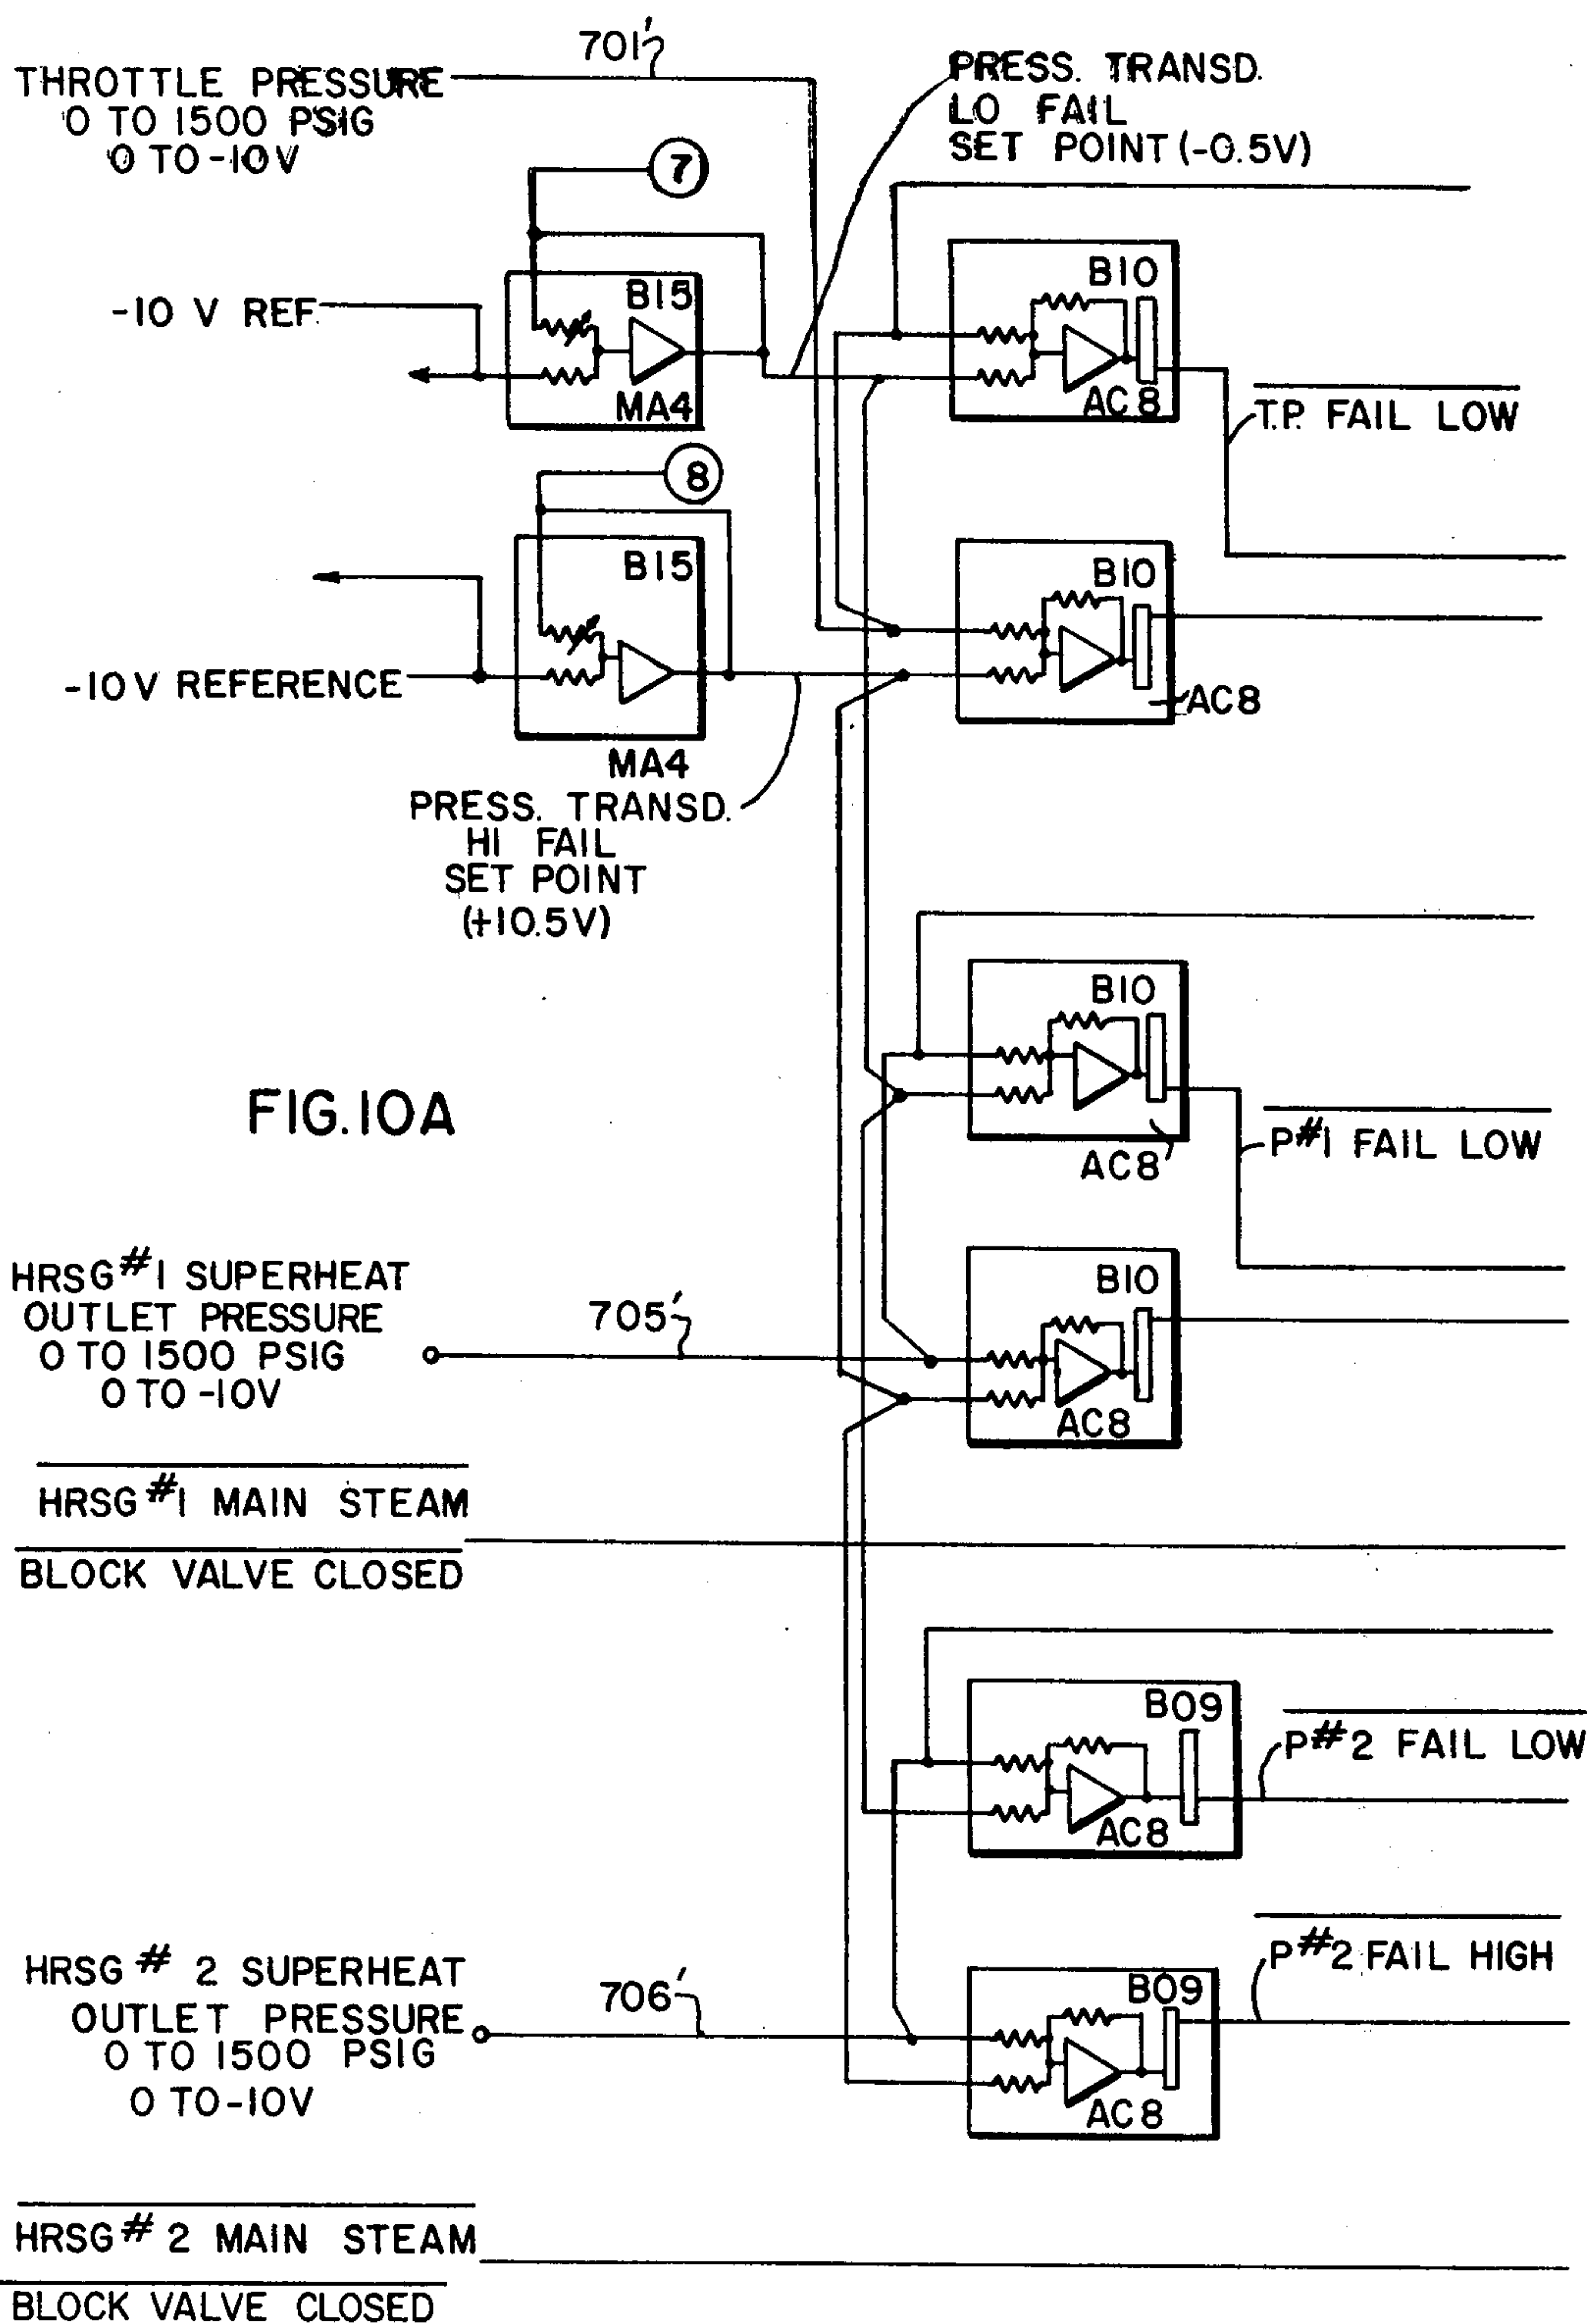 701'
THROTTLE PRESSURE
0 TO 1500 PSIG
0 TO -10V
PRESS. TRANSD.
LO FAIL
SET POINT (-0.5V)
7
-10 V REF.
B15
MA4
B10
AC8
T.P. FAIL LOW
8
B15
-10V REFERENCE
MA4
B10
AC8
PRESS. TRANSD.
HI FAIL
SET POINT
(+10.5V)
B10
AC8
P#1 FAIL LOW
FIG.10A
HRSG #1 SUPERHEAT
OUTLET PRESSURE
0 TO 1500 PSIG
0 TO -10V
705'
B10
AC8
HRSG #1 MAIN STEAM
BLOCK VALVE CLOSED
B09
AC8
P#2 FAIL LOW
HRSG # 2 SUPERHEAT
OUTLET PRESSURE
0 TO 1500 PSIG
0 TO -10V
706'
B09
AC8
P#2 FAIL HIGH
HRSG # 2 MAIN STEAM
BLOCK VALVE CLOSED